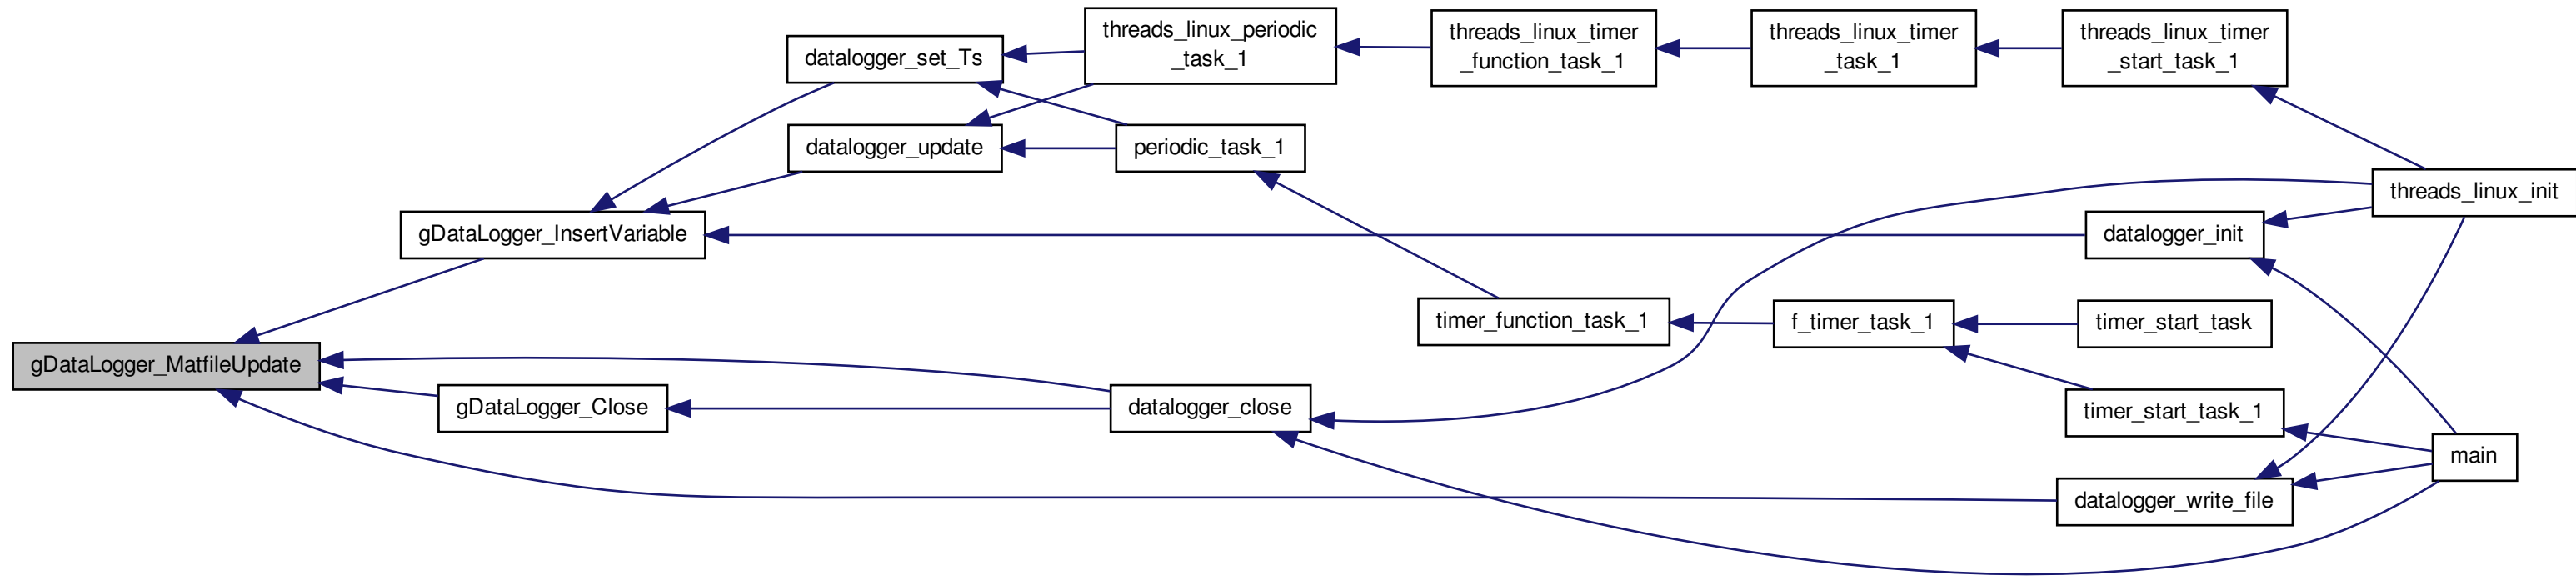 gDataLogger_MatfileUpdate
gDataLogger_InsertVariable
datalogger_set_Ts
threads_linux_periodic
_task_1
threads_linux_timer
_function_task_1
threads_linux_timer
_task_1
threads_linux_timer
_start_task_1
threads_linux_init
datalogger_update
periodic_task_1
timer_function_task_1
f_timer_task_1
timer_start_task
timer_start_task_1
main
datalogger_init
gDataLogger_Close
datalogger_close
datalogger_write_file